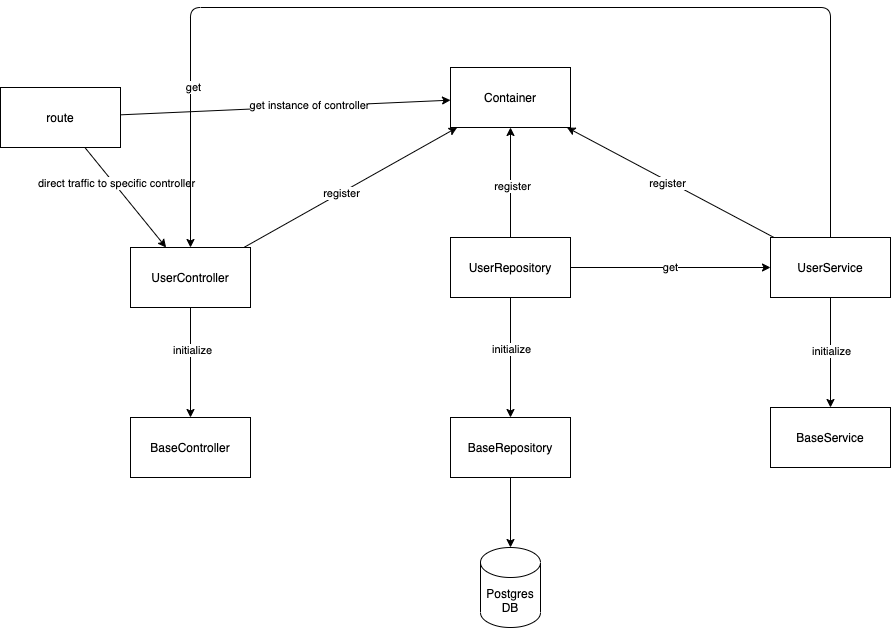 get
Container
get instance of controller
route
direct traffic to specific controller
register
register
register
UserController
UserRepository
get
UserService
initialize
initialize
initialize
BaseController
BaseRepository
BaseService
Postgres
DB